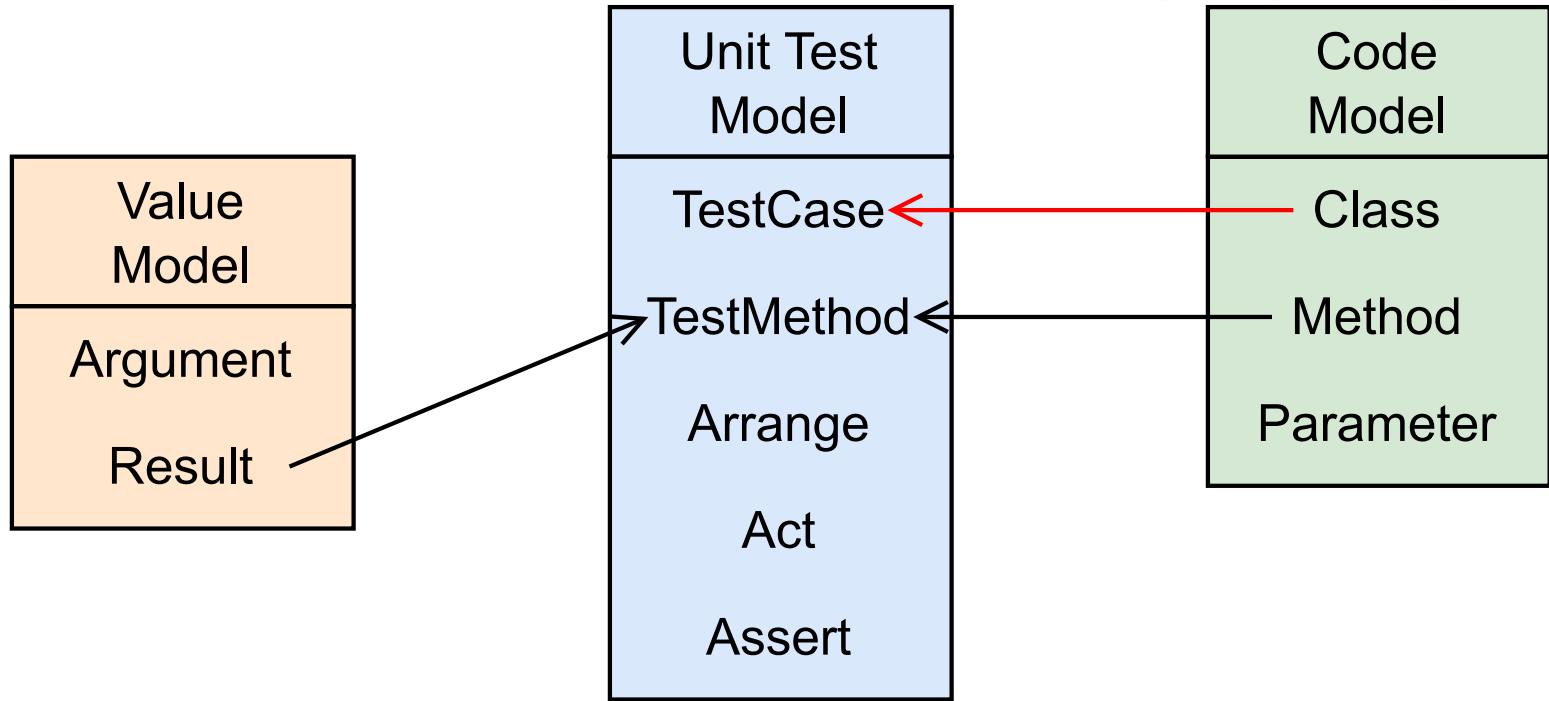 Value
Model
Argument
Result
Unit Test
Model
TestCase
TestMethod
Arrange
Act
Assert
Code
Model
Class
Method
Parameter